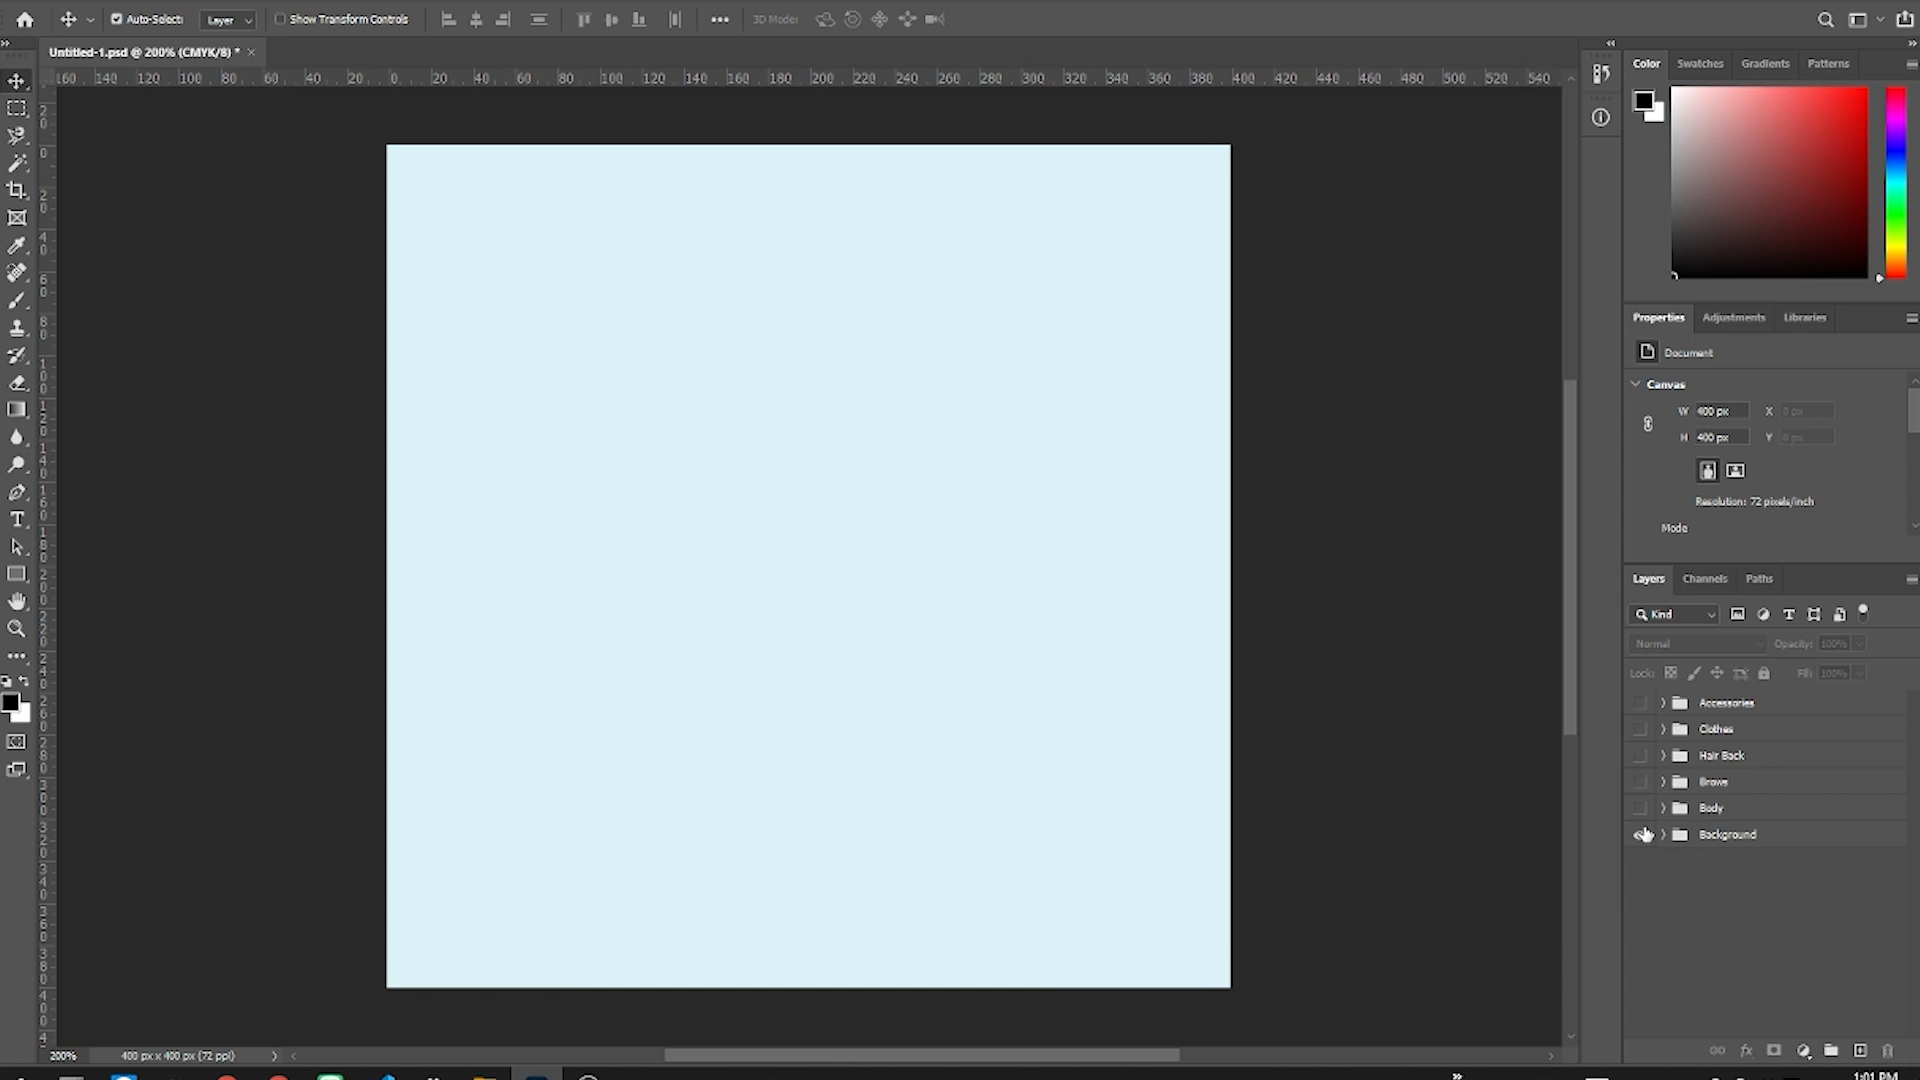 Auto-Select: Layer Show Transform Controls 3D Mode:
Untitled-1.psd @ 200% (CMYK/8) *
160 140 120 100 80 60 40 20 0 20 40 60 80 100 120 140 160 180 200 220 240 260 280 300 320 340 360 380 400 420 440 460 480 500 520 540
Color Swatches Gradients Patterns
Properties Adjustments Libraries
Document
Canvas
W 400 px X 0 px
H 400 px Y 0 px
Resolution: 72 pixels/inch
Mode
Layers Channels Paths
Kind
Normal Opacity: 100%
Lock: Fill: 100%
Accessories
Clothes
Hair Back
Brows
Body
Background
200% 400 px x 400 px (72 ppi)
1:01 PM